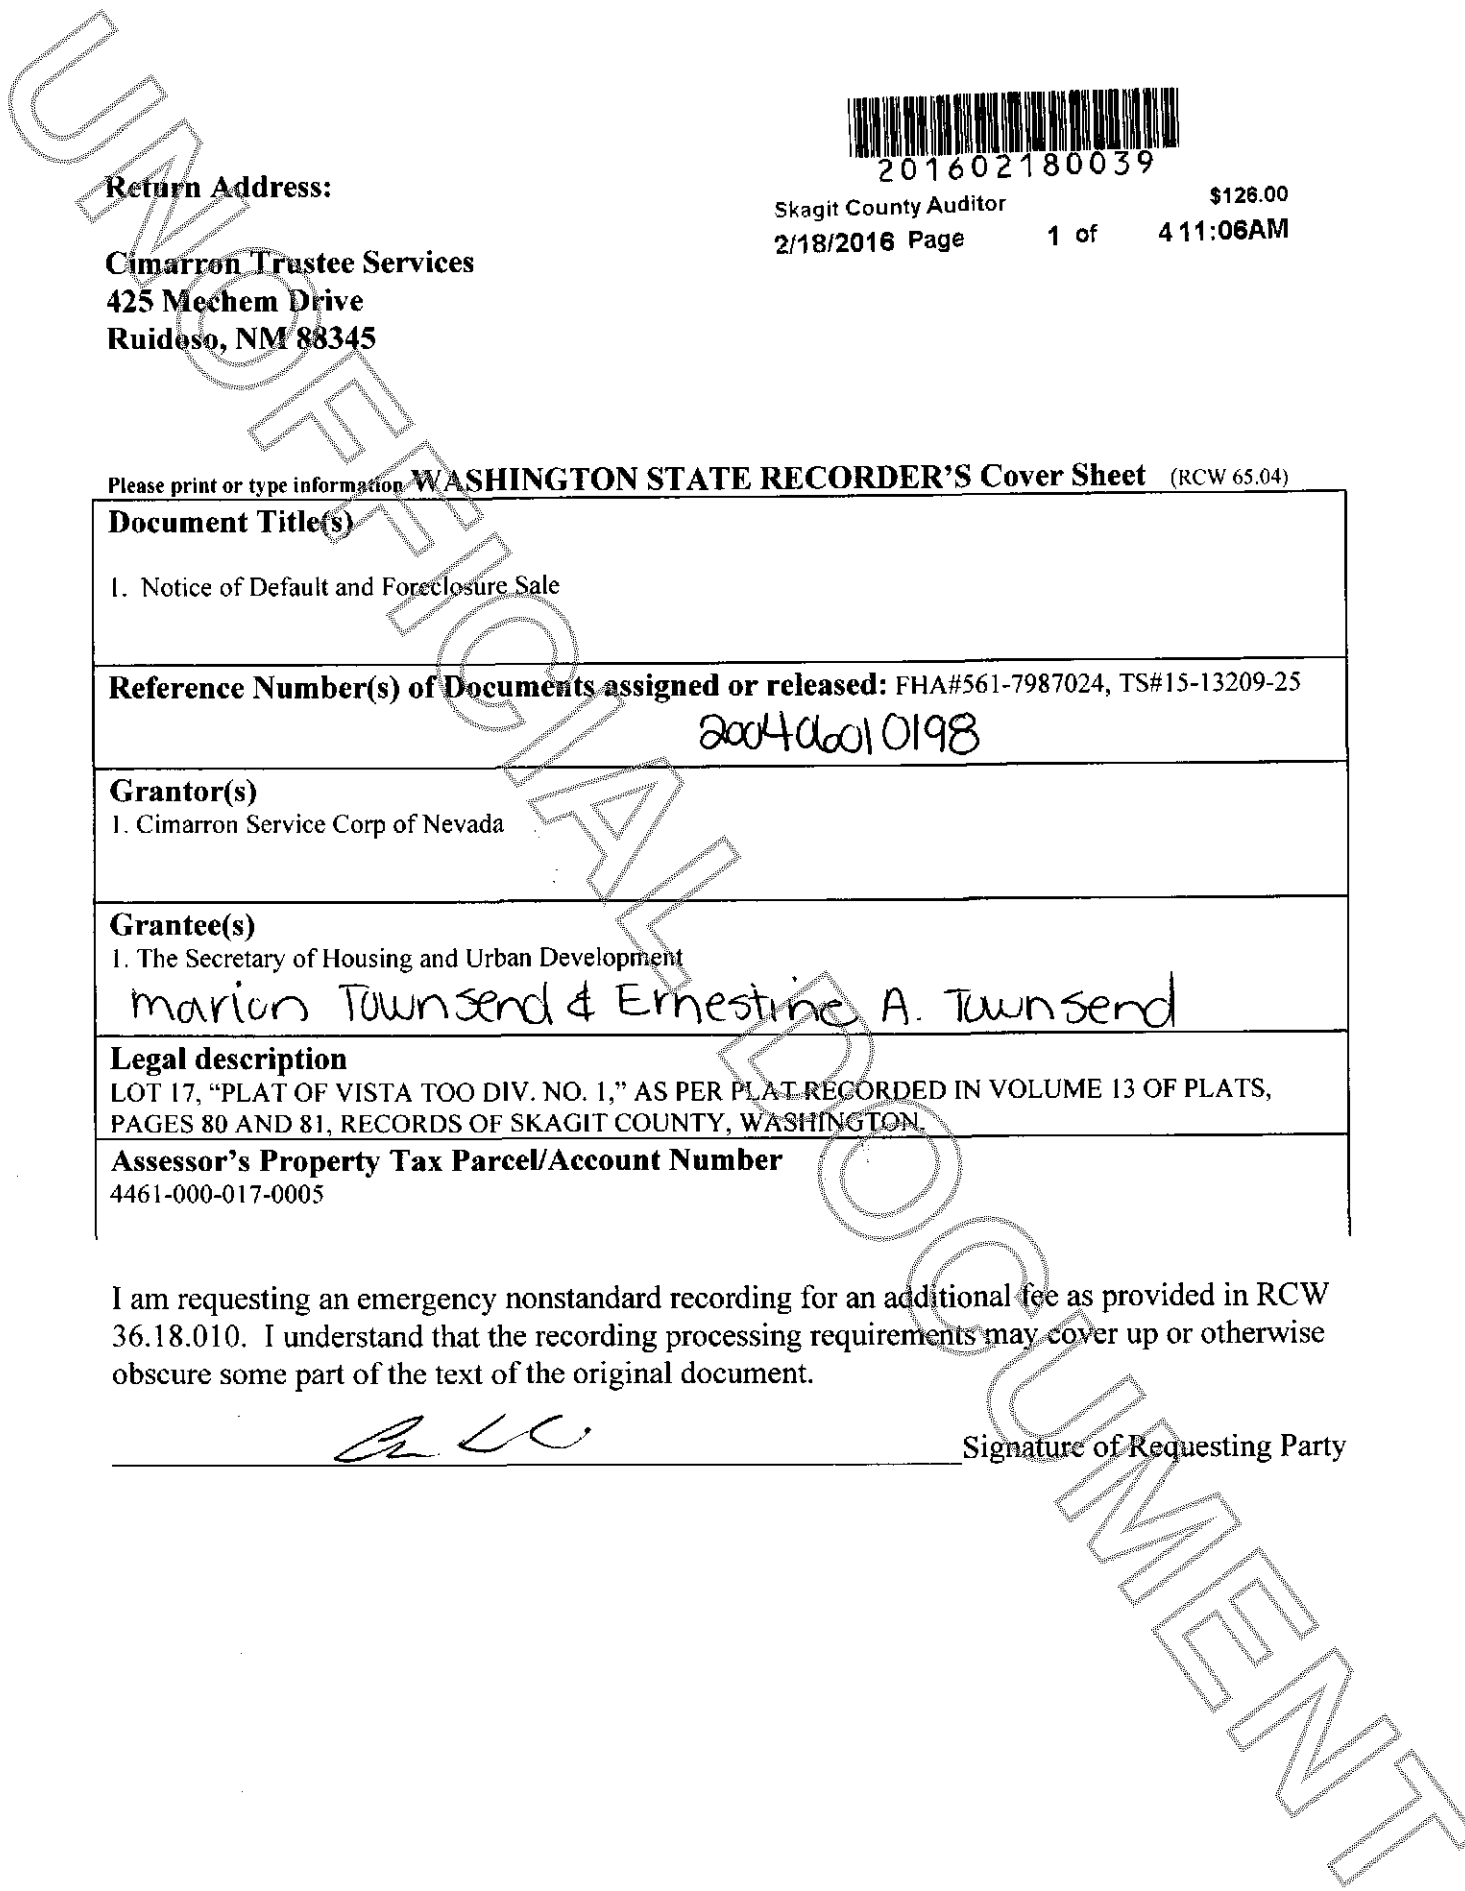 201602180039
Skagit County Auditor $126.00
2/18/2016 Page 1 of 4 11:06AM
Return Address:
Cimarron Trustee Services
425 Mechem Drive
Ruidoso, NM 88345
Please print or type information WASHINGTON STATE RECORDER'S Cover Sheet (RCW 65.04)
Document Title(s)
1. Notice of Default and Foreclosure Sale
Reference Number(s) of Documents assigned or released: FHA#561-7987024, TS#15-13209-25
200406010198
Grantor(s)
1. Cimarron Service Corp of Nevada
Grantee(s)
1. The Secretary of Housing and Urban Development
Marion Townsend & Ernestine A. Townsend
Legal description
LOT 17, “PLAT OF VISTA TOO DIV. NO. 1,” AS PER PLAT RECORDED IN VOLUME 13 OF PLATS,
PAGES 80 AND 81, RECORDS OF SKAGIT COUNTY, WASHINGTON.
Assessor's Property Tax Parcel/Account Number
4461-000-017-0005
I am requesting an emergency nonstandard recording for an additional fee as provided in RCW
36.18.010. I understand that the recording processing requirements may cover up or otherwise
obscure some part of the text of the original document.
Signature of Requesting Party
UNOFFICIAL DOCUMENT